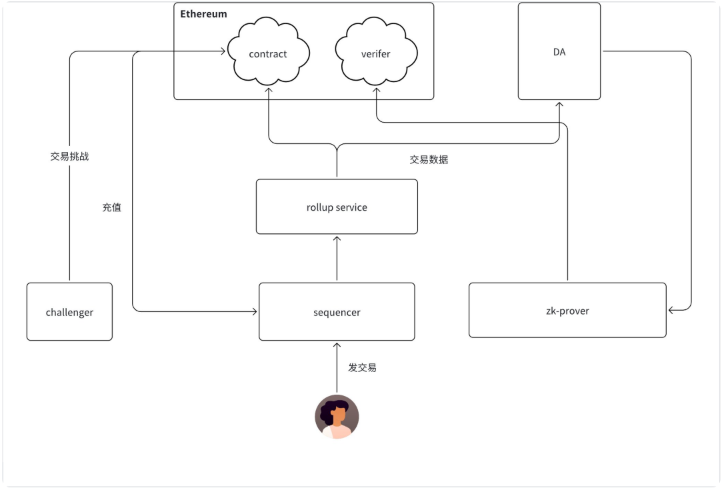 Ethereum
contract
verifer
DA
交易挑战
交易数据
充值
rollup service
challenger
sequencer
zk-prover
发交易